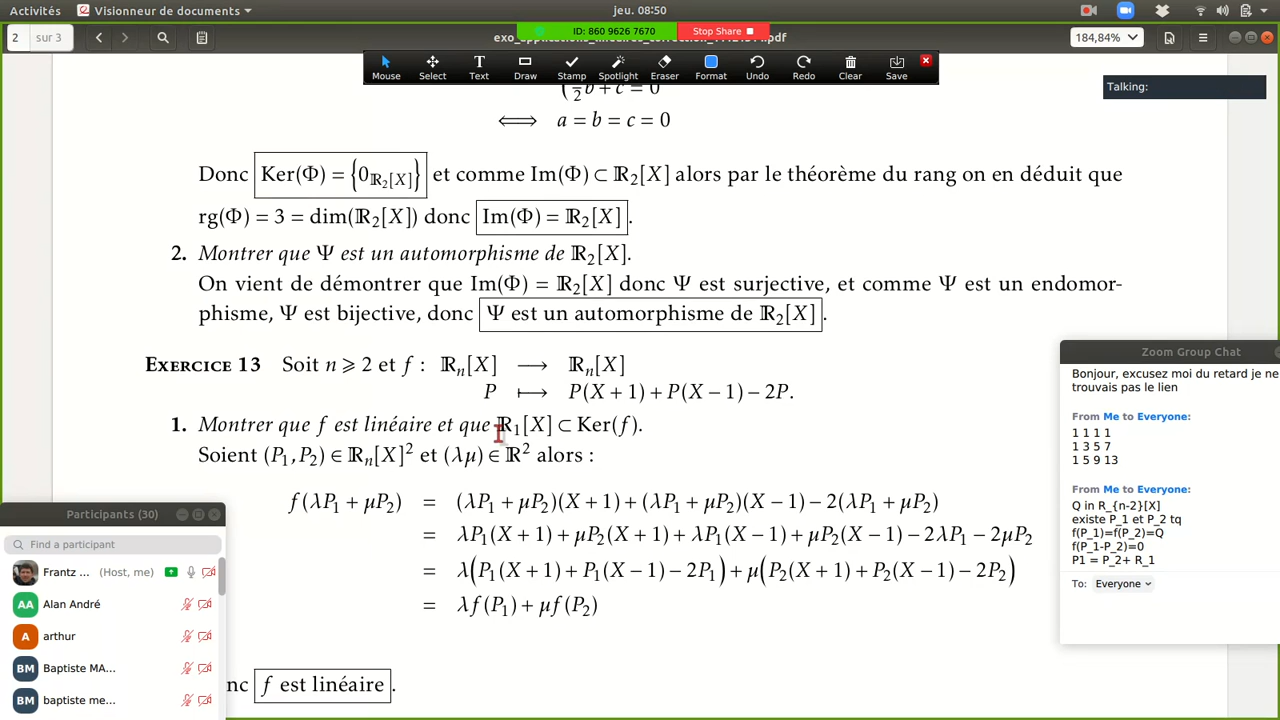 Activités Visionneur de documents jeu. 08:50
2 sur 3 ID: 860 9626 7670 Stop Share 184,84%
Mouse Select Text Draw Stamp Spotlight Eraser Format Undo Redo Clear Save
Talking:
⟺ a = b = c = 0
Donc Ker(Φ) = {0_{ℝ₂[X]}} et comme Im(Φ) ⊂ ℝ₂[X] alors par le théorème du rang on en déduit que
rg(Φ) = 3 = dim(ℝ₂[X]) donc Im(Φ) = ℝ₂[X].
2. Montrer que Ψ est un automorphisme de ℝ₂[X].
On vient de démontrer que Im(Φ) = ℝ₂[X] donc Ψ est surjective, et comme Ψ est un endomor-
phisme, Ψ est bijective, donc Ψ est un automorphisme de ℝ₂[X].
Exercice 13 Soit n ⩾ 2 et f : ℝₙ[X] ⟶ ℝₙ[X]
P ⟼ P(X + 1) + P(X − 1) − 2P.
1. Montrer que f est linéaire et que ℝ₁[X] ⊂ Ker(f).
Soient (P₁, P₂) ∈ ℝₙ[X]² et (λμ) ∈ ℝ² alors :
f(λP₁ + μP₂) = (λP₁ + μP₂)(X + 1) + (λP₁ + μP₂)(X − 1) − 2(λP₁ + μP₂)
= λP₁(X + 1) + μP₂(X + 1) + λP₁(X − 1) + μP₂(X − 1) − 2λP₁ − 2μP₂
= λ(P₁(X + 1) + P₁(X − 1) − 2P₁) + μ(P₂(X + 1) + P₂(X − 1) − 2P₂)
= λf(P₁) + μf(P₂)
nc f est linéaire.
Participants (30)
Find a participant
Frantz ... (Host, me)
AA Alan André
A arthur
BM Baptiste MA...
BM baptiste me...
Zoom Group Chat
Bonjour, excusez moi du retard je ne
trouvais pas le lien
From Me to Everyone:
1 1 1 1
1 3 5 7
1 5 9 13
From Me to Everyone:
Q in R_{n-2}[X]
existe P_1 et P_2 tq
f(P_1)=f(P_2)=Q
f(P_1-P_2)=0
P1 = P_2+ R_1
To: Everyone